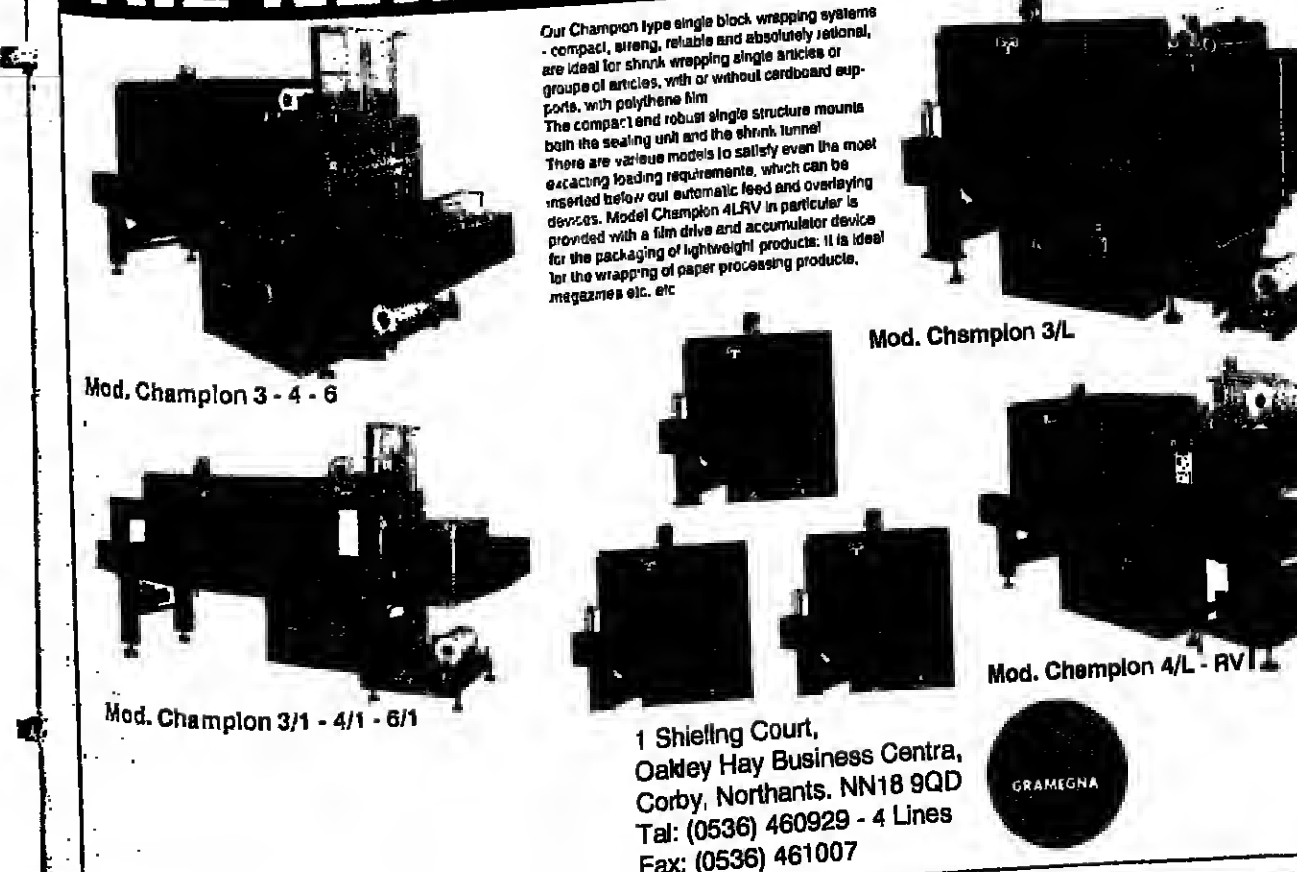 Our Champion type single block wrapping systems
- compact, strong, reliable and absolutely rational,
are ideal for shrink wrapping single articles or
groups of articles, with or without cardboard sup-
ports, with polythene film
The compact and robust single structure mounts
both the sealing unit and the shrink tunnel
There are various models to satisfy even the most
exacting loading requirements, which can be
inserted below our automatic feed and overlaying
devices. Model Champion 4LRV in particular is
provided with a film drive and accumulator device
for the packaging of lightweight products: it is ideal
for the wrapping of paper processing products,
magazines etc. etc
Mod. Champion 3/L
Mod. Champion 3 - 4 - 6
Mod. Champion 4/L - RV
Mod. Champion 3/1 - 4/1 - 6/1
1 Shieling Court,
Oakley Hay Business Centre,
Corby, Northants. NN18 9QD
Tel: (0536) 460929 - 4 Lines
Fax: (0536) 461007
GRAMEGNA